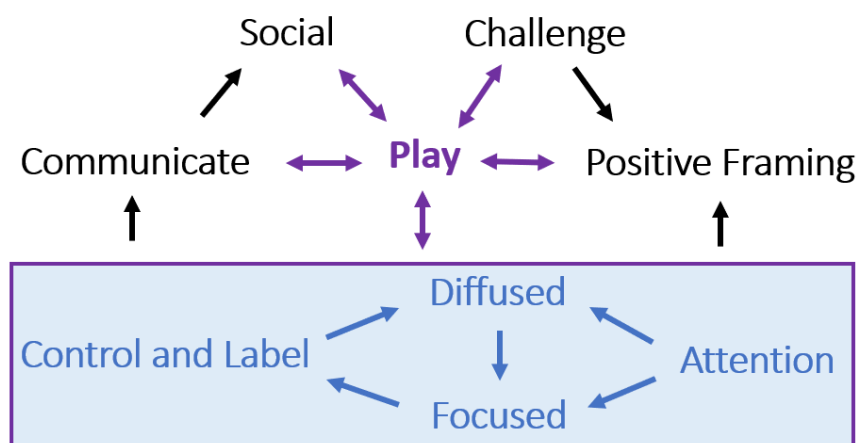 Social
Challenge
Communicate
Play
Positive Framing
Diffused
Control and Label
Attention
Focused